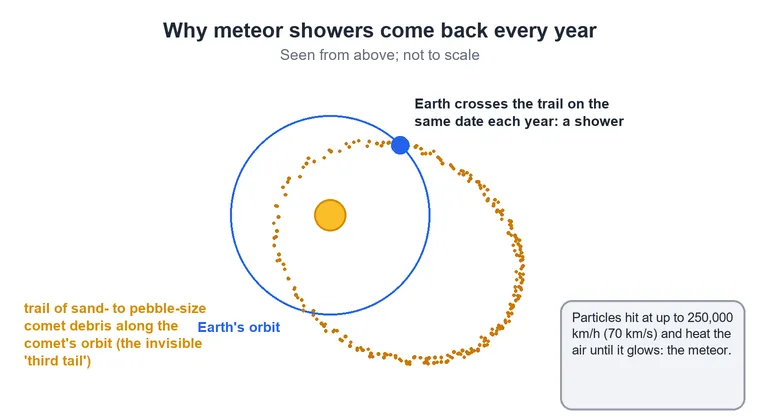 Why meteor showers come back every year
Seen from above; not to scale
Earth crosses the trail on the
same date each year: a shower
trail of sand- to pebble-size
comet debris along the
comet's orbit (the invisible
'third tail')
Earth's orbit
Particles hit at up to 250,000
km/h (70 km/s) and heat the
air until it glows: the meteor.